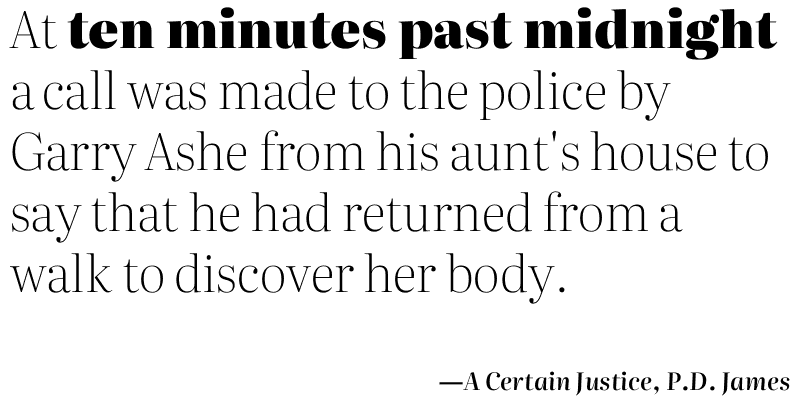 At ten minutes past midnight
a call was made to the police by
Garry Ashe from his aunt's house to
say that he had returned from a
walk to discover her body.
—A Certain Justice, P.D. James